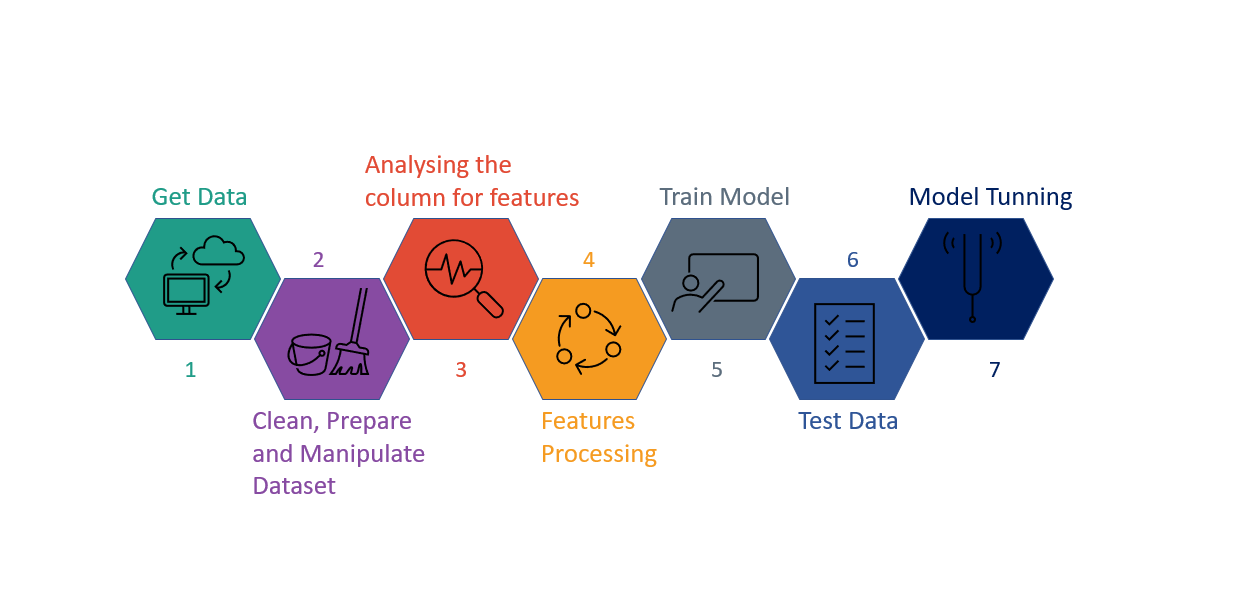 Get Data
1
2
Clean, Prepare
and Manipulate
Dataset
Analysing the
column for features
3
4
Features
Processing
Train Model
5
6
Test Data
Model Tunning
7